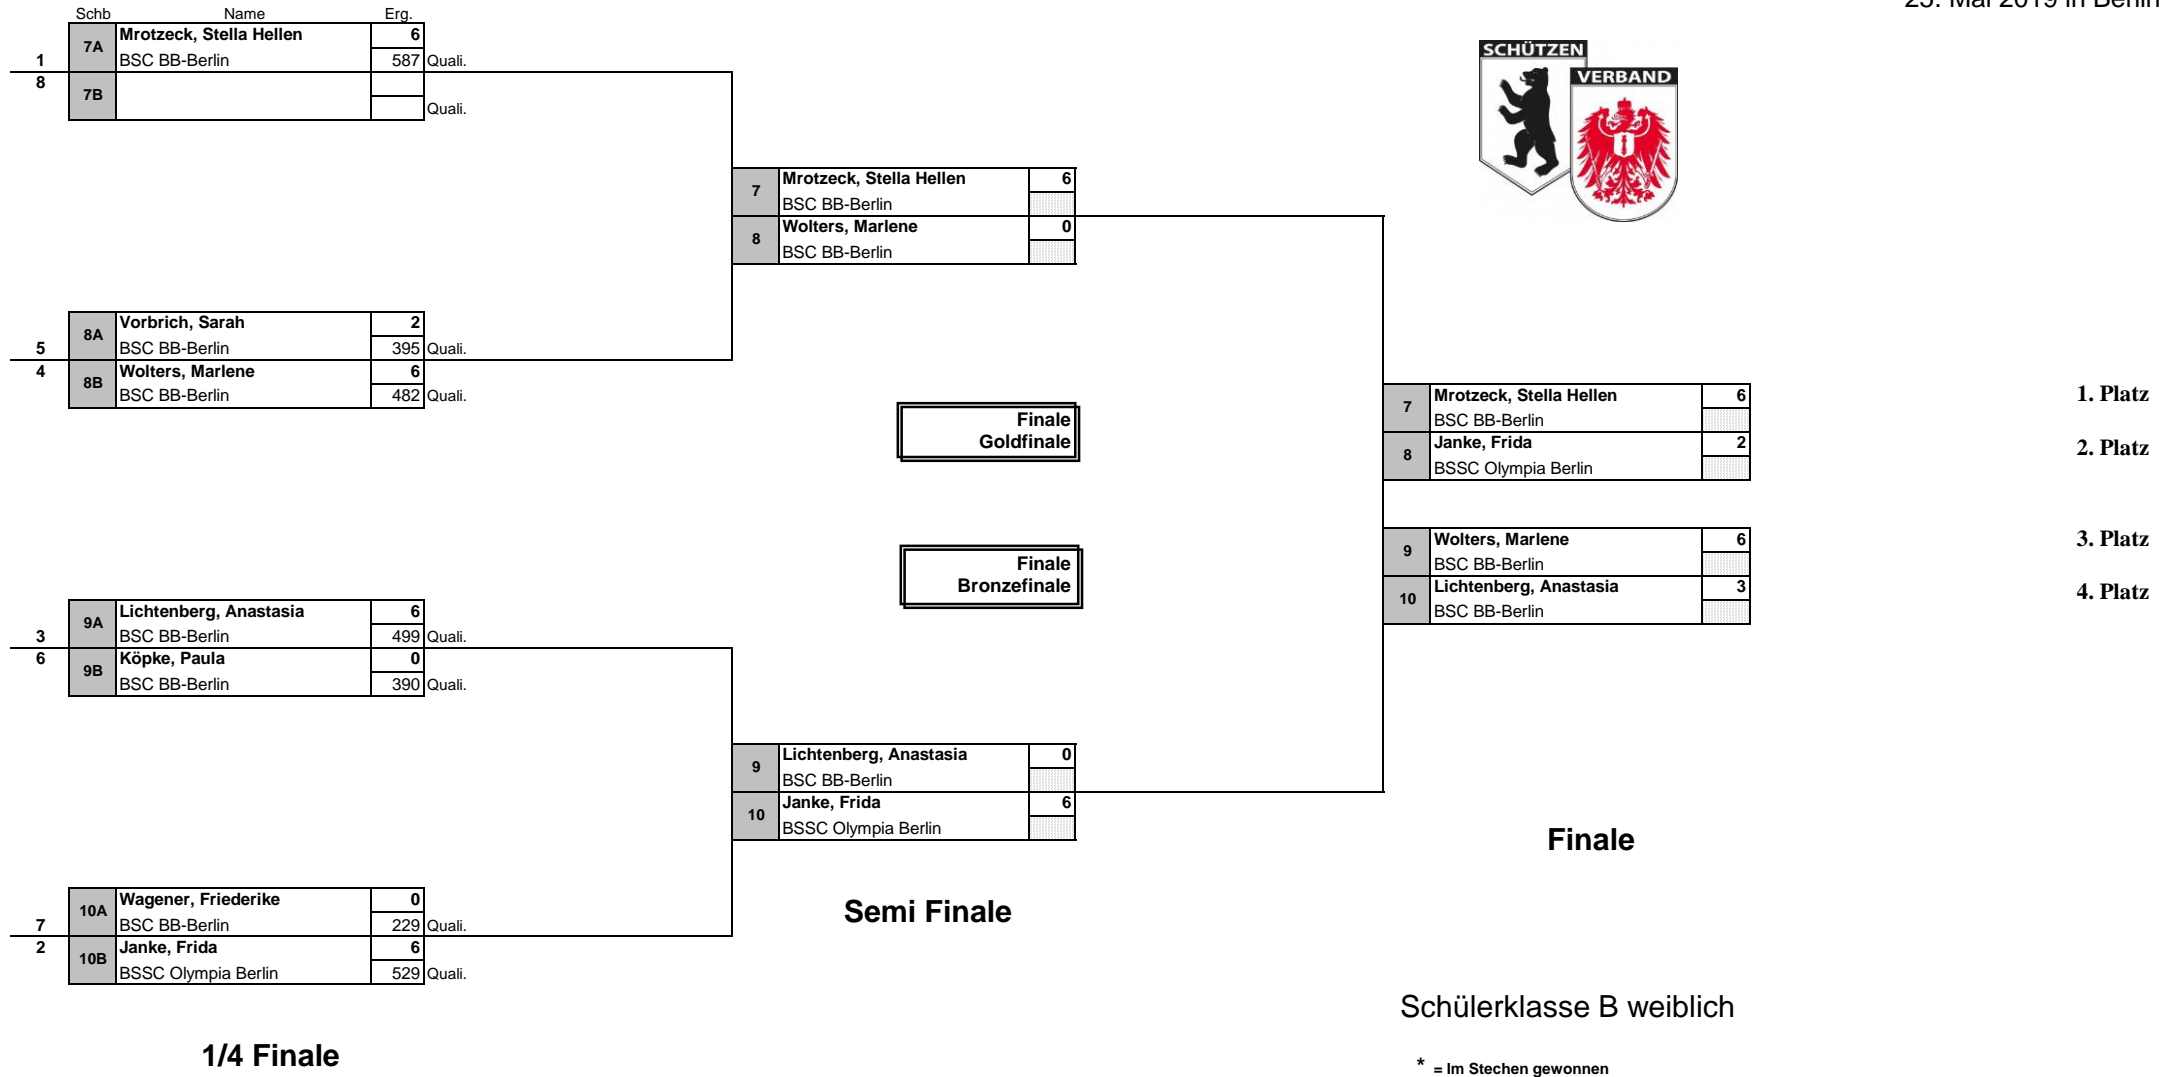 25. Mai 2019 in Berlin
Schb Name Erg.
7A Mrotzeck, Stella Hellen 6
1 BSC BB-Berlin 587 Quali.
8
7B
Quali.
SCHÜTZEN
VERBAND
7 Mrotzeck, Stella Hellen 6
BSC BB-Berlin
8 Wolters, Marlene 0
BSC BB-Berlin
8A Vorbrich, Sarah 2
5 BSC BB-Berlin 395 Quali.
4 8B Wolters, Marlene 6
BSC BB-Berlin 482 Quali.
Finale
Goldfinale
7 Mrotzeck, Stella Hellen 6 1. Platz
BSC BB-Berlin
8 Janke, Frida 2 2. Platz
BSSC Olympia Berlin
Finale
Bronzefinale
9 Wolters, Marlene 6 3. Platz
BSC BB-Berlin
10 Lichtenberg, Anastasia 3 4. Platz
BSC BB-Berlin
9A Lichtenberg, Anastasia 6
3 BSC BB-Berlin 499 Quali.
6 9B Köpke, Paula 0
BSC BB-Berlin 390 Quali.
9 Lichtenberg, Anastasia 0
BSC BB-Berlin
10 Janke, Frida 6
BSSC Olympia Berlin
Finale
10A Wagener, Friederike 0
7 BSC BB-Berlin 229 Quali.
2 10B Janke, Frida 6
BSSC Olympia Berlin 529 Quali.
Semi Finale
Schülerklasse B weiblich
1/4 Finale
* = Im Stechen gewonnen